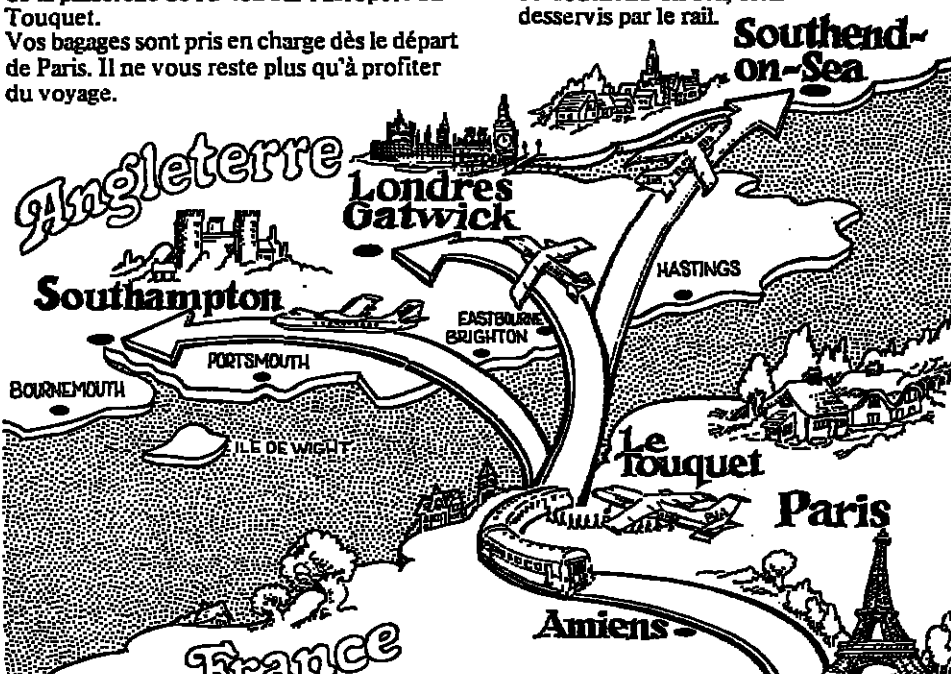 Touquet.
Vos bagages sont pris en charge dès le départ
de Paris. Il ne vous reste plus qu'à profiter
du voyage.
desservis par le rail.
Southend-
on-Sea
Angleterre
Londres
Gatwick
HASTINGS
Southampton
EASTBOURNE
BRIGHTON
PORTSMOUTH
BOURNEMOUTH
ILE DE WIGHT
Le
Touquet
Paris
Amiens
France